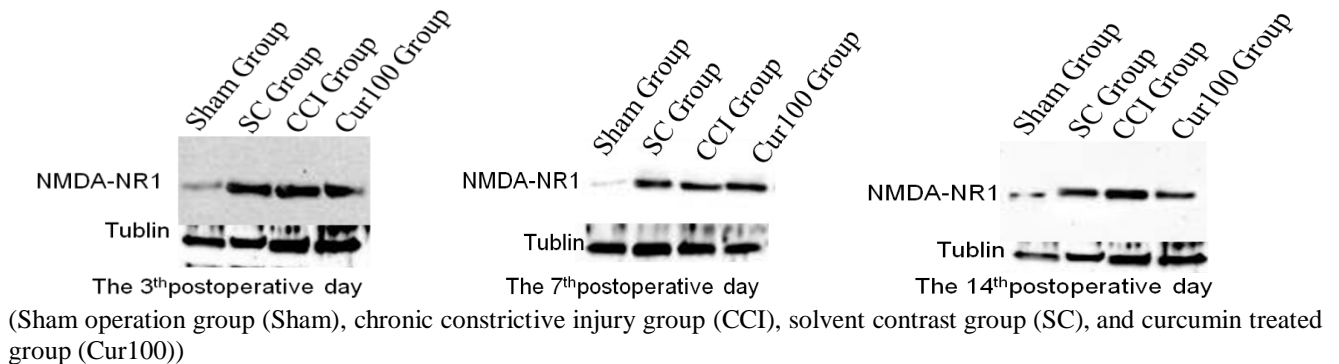 Sham Group
SC Group
CCI Group
Cur100 Group
NMDA-NR1
Tublin
The 3thpostoperative day
Sham Group
SC Group
CCI Group
Cur100 Group
NMDA-NR1
Tublin
The 7thpostoperative day
Sham Group
SC Group
CCI Group
Cur100 Group
NMDA-NR1
Tublin
The 14thpostoperative day
(Sham operation group (Sham), chronic constrictive injury group (CCI), solvent contrast group (SC), and curcumin treated
group (Cur100))